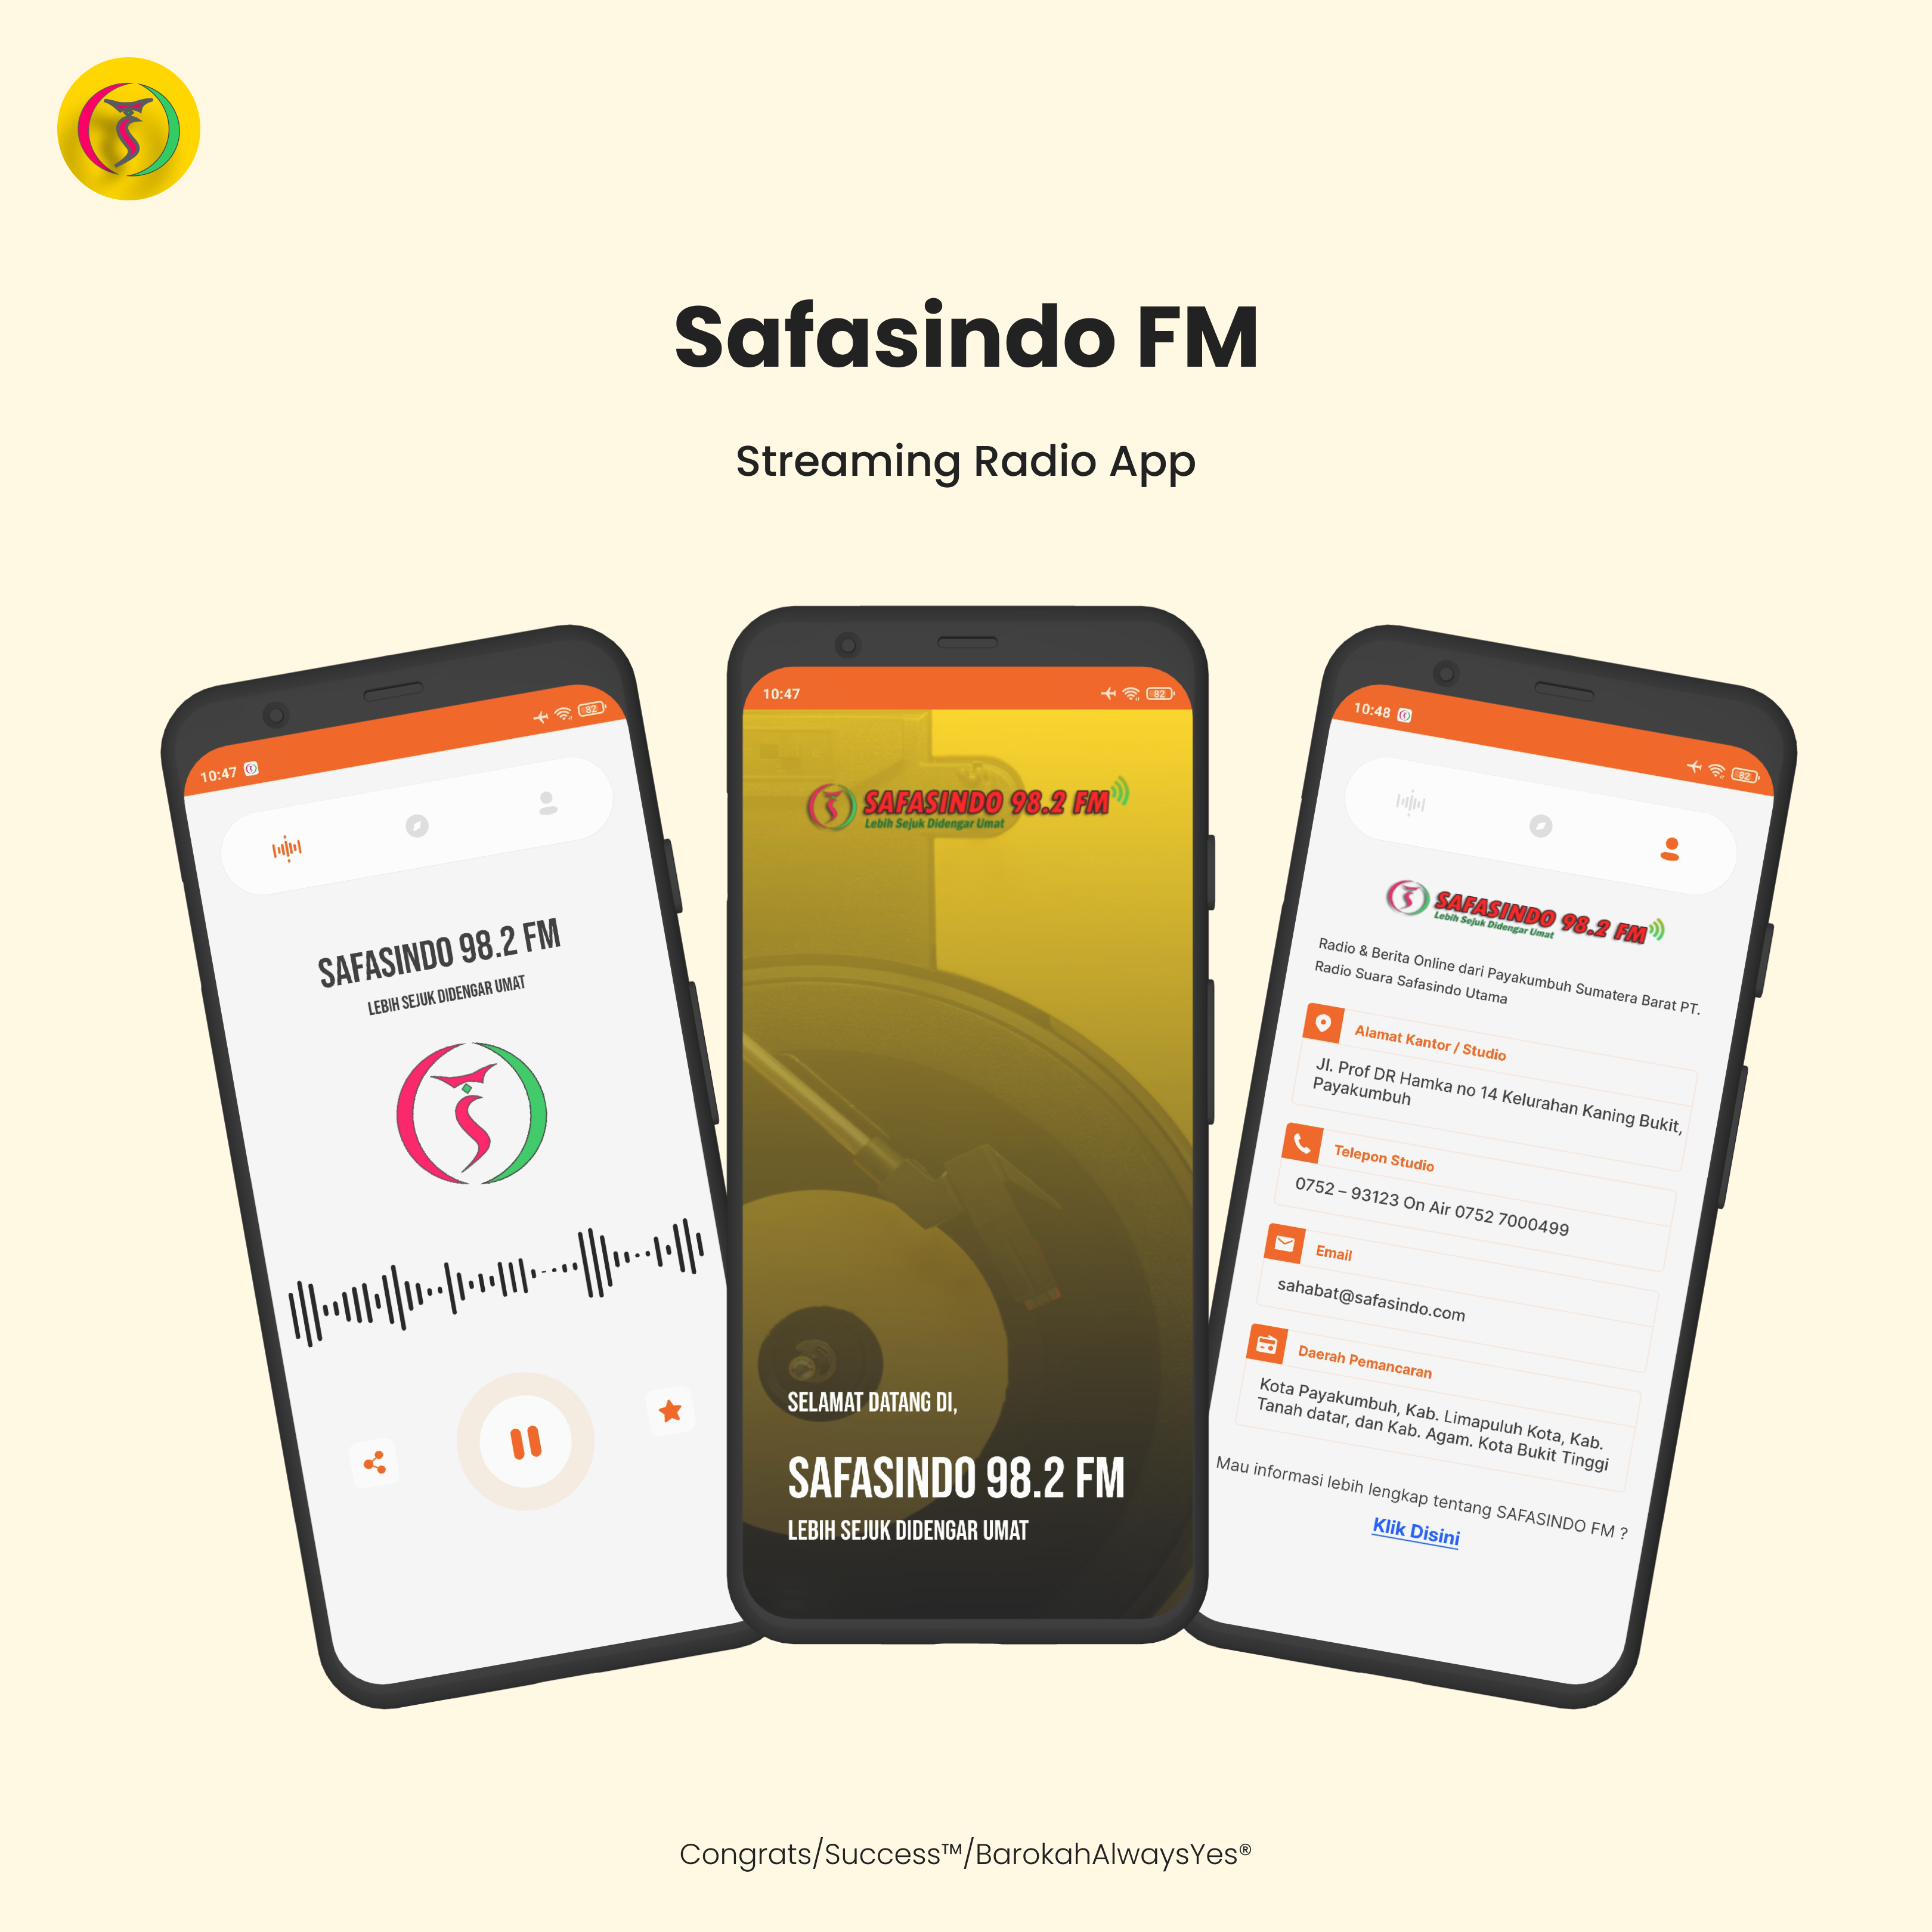 Safasindo FM
Streaming Radio App
10:47
82
SAFASINDO 98.2 FM
LEBIH SEJUK DIDENGAR UMAT
10:47
82
SAFASINDO 98.2 FM
Lebih Sejuk Didengar Umat
SELAMAT DATANG DI,
SAFASINDO 98.2 FM
LEBIH SEJUK DIDENGAR UMAT
10:48
82
SAFASINDO 98.2 FM
Lebih Sejuk Didengar Umat
Radio & Berita Online dari Payakumbuh Sumatera Barat PT.
Radio Suara Safasindo Utama
Alamat Kantor / Studio
Jl. Prof DR Hamka no 14 Kelurahan Kaning Bukit,
Payakumbuh
Telepon Studio
0752 – 93123 On Air 0752 7000499
Email
sahabat@safasindo.com
Daerah Pemancaran
Kota Payakumbuh, Kab. Limapuluh Kota, Kab.
Tanah datar, dan Kab. Agam. Kota Bukit Tinggi
Mau informasi lebih lengkap tentang SAFASINDO FM ?
Klik Disini
Congrats/Success™/BarokahAlwaysYes®